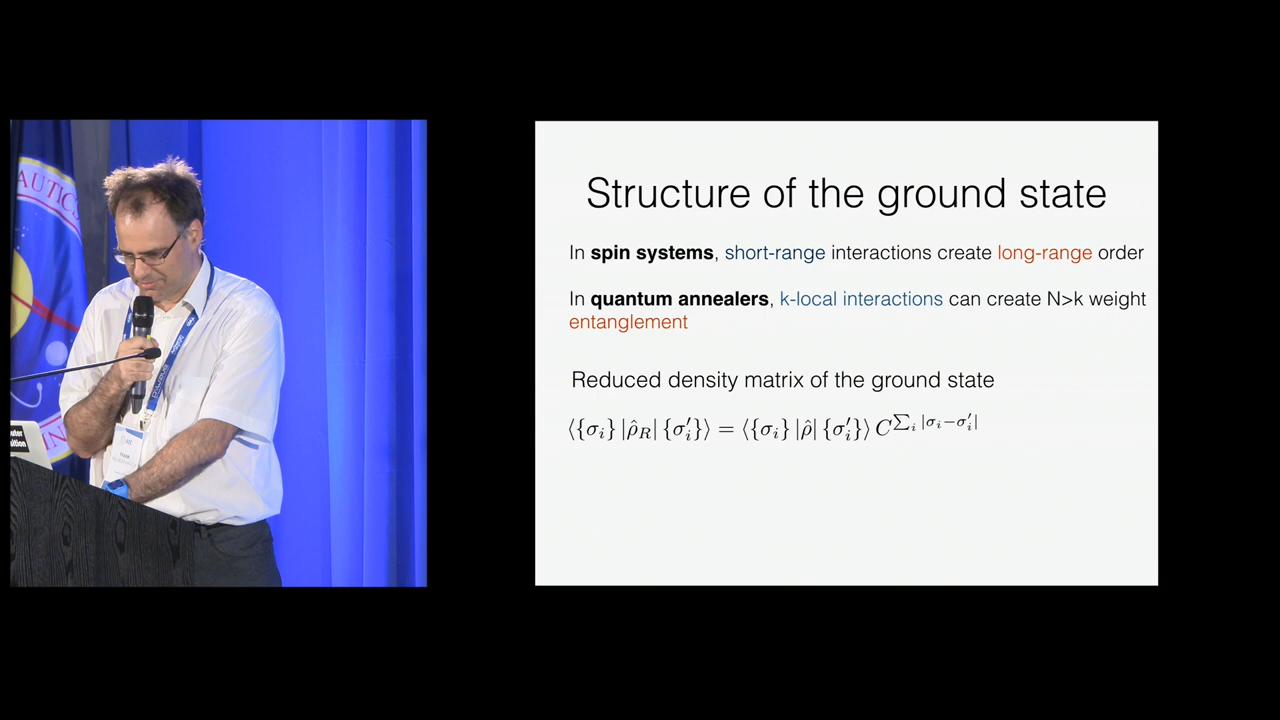 AUTIC
Structure of the ground state
In spin systems, short-range interactions create long-range order
In quantum annealers, k-local interactions can create N>k weight
entanglement
Reduced density matrix of the ground state
⟨{σ_i} |ρ̂_R| {σ'_i}⟩ = ⟨{σ_i} |ρ̂| {σ'_i}⟩ C^{∑_i |σ_i−σ'_i|}